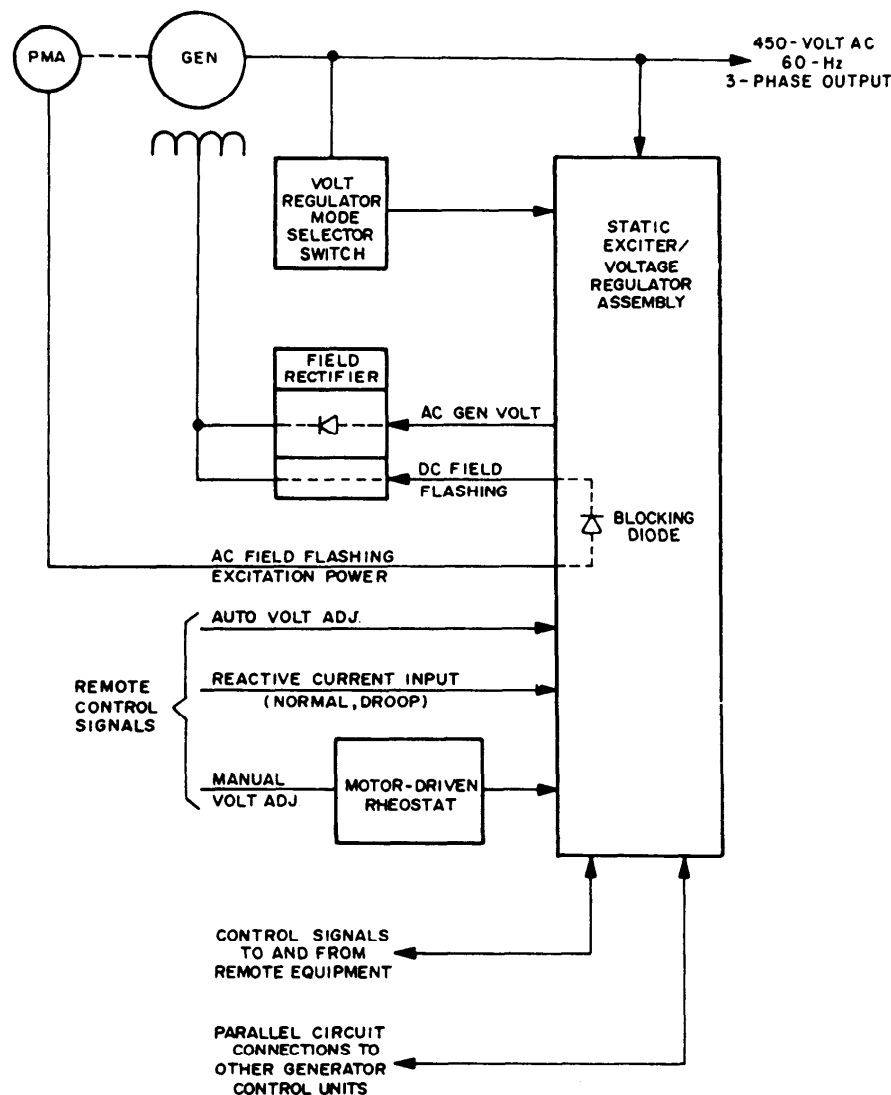 PMA
GEN
450-VOLT AC
60-Hz
3-PHASE OUTPUT
VOLT
REGULATOR
MODE
SELECTOR
SWITCH
STATIC
EXCITER/
VOLTAGE
REGULATOR
ASSEMBLY
FIELD
RECTIFIER
AC GEN VOLT
DC FIELD
FLASHING
BLOCKING
DIODE
AC FIELD FLASHING
EXCITATION POWER
AUTO VOLT ADJ.
REMOTE
CONTROL
SIGNALS
REACTIVE CURRENT INPUT
(NORMAL, DROOP)
MANUAL
VOLT ADJ
MOTOR-DRIVEN
RHEOSTAT
CONTROL SIGNALS
TO AND FROM
REMOTE EQUIPMENT
PARALLEL CIRCUIT
CONNECTIONS TO
OTHER GENERATOR
CONTROL UNITS